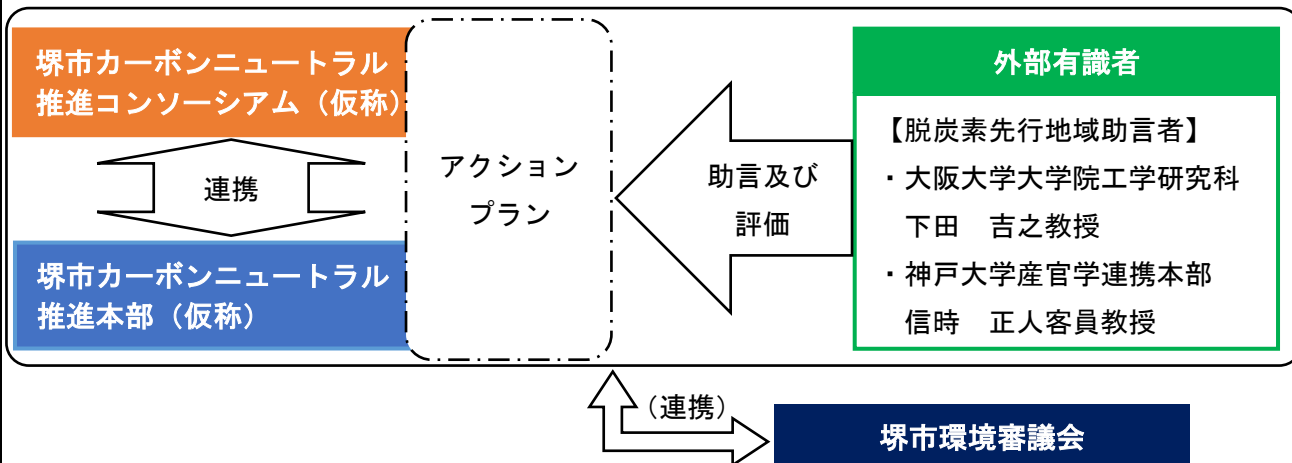 堺市カーボンニュートラル
推進コンソーシアム（仮称）
連携
堺市カーボンニュートラル
推進本部（仮称）
アクション
プラン
助言及び
評価
外部有識者
【脱炭素先行地域助言者】
・大阪大学大学院工学研究科
下田　吉之教授
・神戸大学産官学連携本部
信時　正人客員教授
（連携）
堺市環境審議会